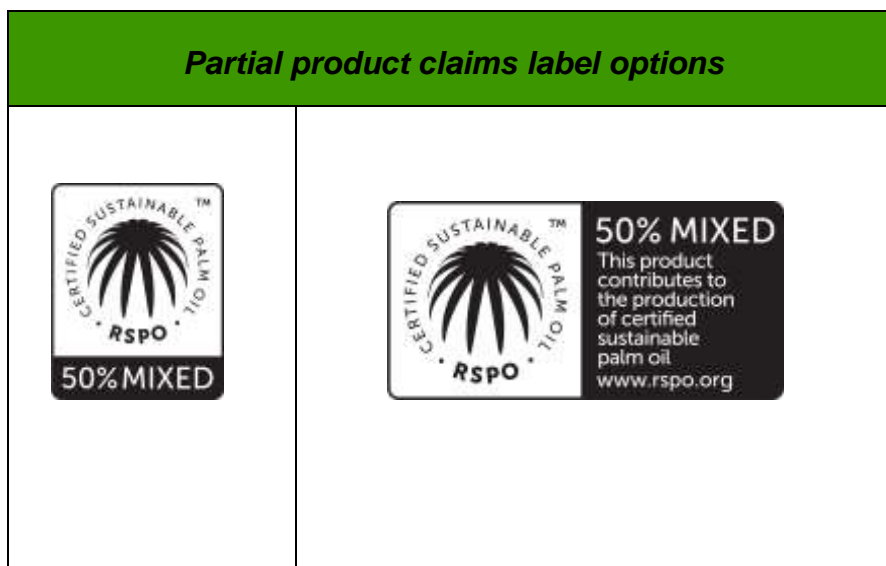 Partial product claims label options
CERTIFIED SUSTAINABLE PALM OIL ™
· RSPO ·
50% MIXED
CERTIFIED SUSTAINABLE PALM OIL ™
· RSPO ·
50% MIXED
This product
contributes to
the production
of certified
sustainable
palm oil
www.rspo.org